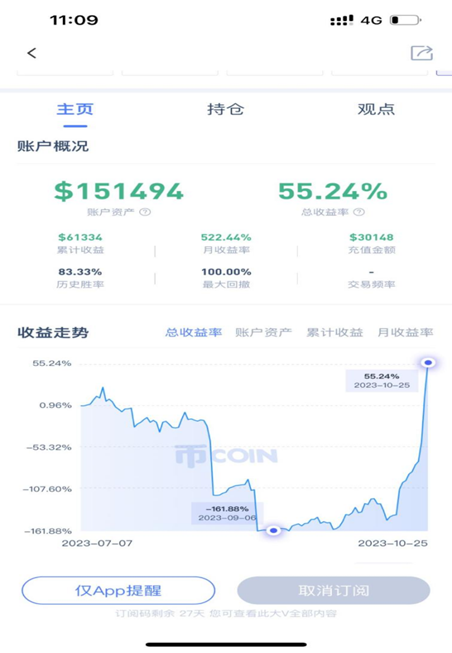 11:09 4G
主页 持仓 观点
账户概况
$151494 55.24%
账户资产 ? 总收益率 ?
$61334 522.44% $30148
累计收益 月收益率 充值金额
83.33% 100.00% -
历史胜率 最大回撤 交易频率
收益走势 总收益率 账户资产 累计收益 月收益率
55.24%
55.24%
2023-10-25
0.96%
-53.32%
币COIN
-107.60%
-161.88%
2023-09-06
-161.88%
2023-07-07 2023-10-25
仅App提醒 取消订阅
订阅码剩余 27天 您可查看此大V全部内容